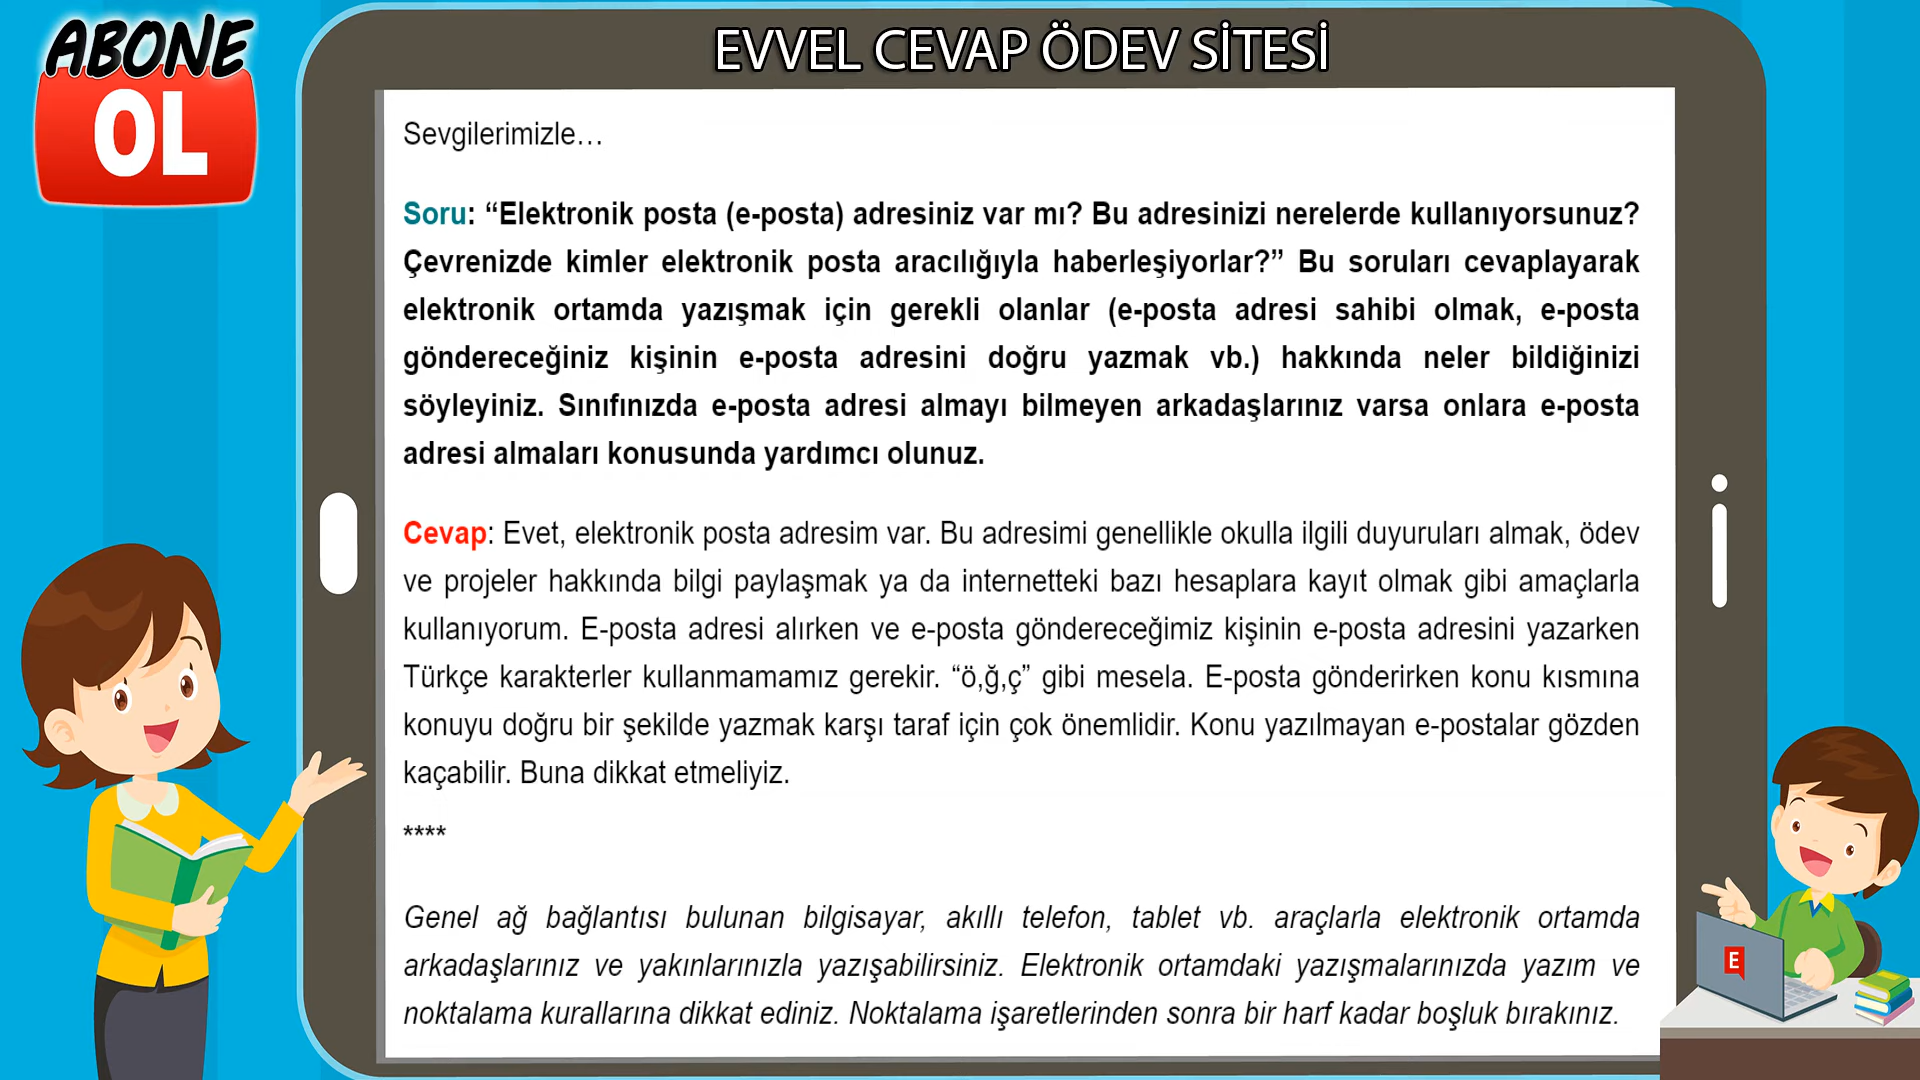 ABONE
OL
EVVEL CEVAP ÖDEV SİTESİ
Sevgilerimizle…
Soru: “Elektronik posta (e-posta) adresiniz var mı? Bu adresinizi nerelerde kullanıyorsunuz?
Çevrenizde kimler elektronik posta aracılığıyla haberleşiyorlar?” Bu soruları cevaplayarak
elektronik ortamda yazışmak için gerekli olanlar (e-posta adresi sahibi olmak, e-posta
göndereceğiniz kişinin e-posta adresini doğru yazmak vb.) hakkında neler bildiğinizi
söyleyiniz. Sınıfınızda e-posta adresi almayı bilmeyen arkadaşlarınız varsa onlara e-posta
adresi almaları konusunda yardımcı olunuz.
Cevap: Evet, elektronik posta adresim var. Bu adresimi genellikle okulla ilgili duyuruları almak, ödev
ve projeler hakkında bilgi paylaşmak ya da internetteki bazı hesaplara kayıt olmak gibi amaçlarla
kullanıyorum. E-posta adresi alırken ve e-posta göndereceğimiz kişinin e-posta adresini yazarken
Türkçe karakterler kullanmamamız gerekir. “ö,ğ,ç” gibi mesela. E-posta gönderirken konu kısmına
konuyu doğru bir şekilde yazmak karşı taraf için çok önemlidir. Konu yazılmayan e-postalar gözden
kaçabilir. Buna dikkat etmeliyiz.
****
Genel ağ bağlantısı bulunan bilgisayar, akıllı telefon, tablet vb. araçlarla elektronik ortamda
arkadaşlarınız ve yakınlarınızla yazışabilirsiniz. Elektronik ortamdaki yazışmalarınızda yazım ve
noktalama kurallarına dikkat ediniz. Noktalama işaretlerinden sonra bir harf kadar boşluk bırakınız.
E